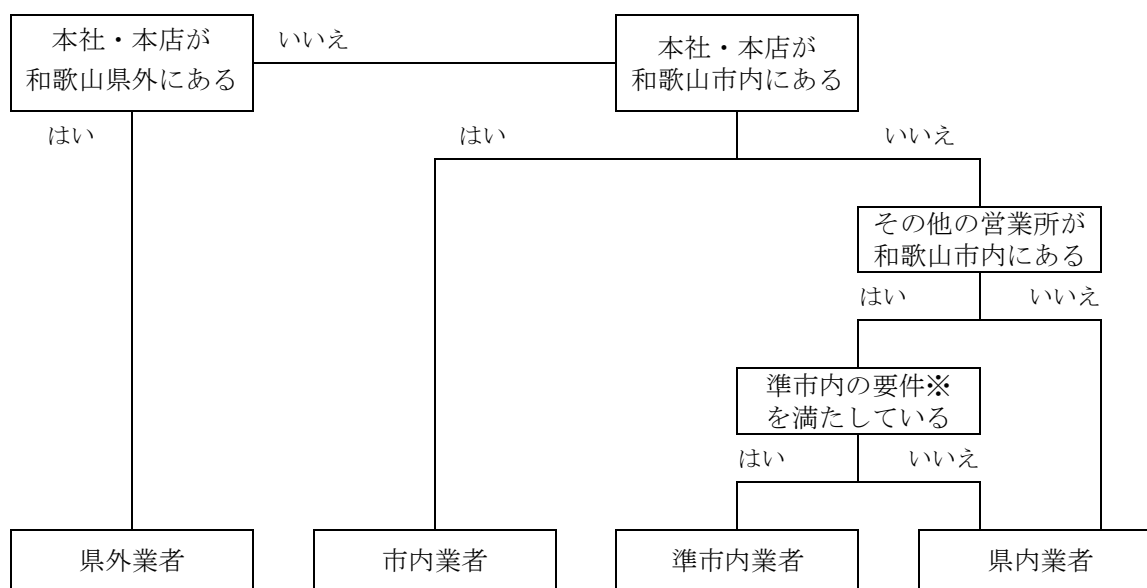 本社・本店が
和歌山県外にある
いいえ
本社・本店が
和歌山市内にある
はい
はい
いいえ
その他の営業所が
和歌山市内にある
はい
いいえ
準市内の要件※
を満たしている
はい
いいえ
県外業者
市内業者
準市内業者
県内業者